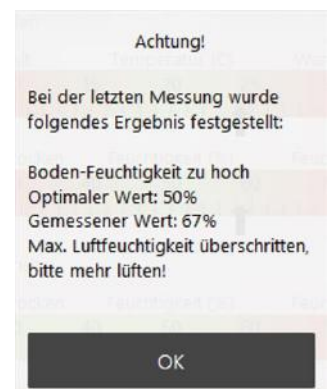 Achtung!
Bei der letzten Messung wurde
folgendes Ergebnis festgestellt:
Boden-Feuchtigkeit zu hoch
Optimaler Wert: 50%
Gemessener Wert: 67%
Max. Luftfeuchtigkeit überschritten,
bitte mehr lüften!
OK